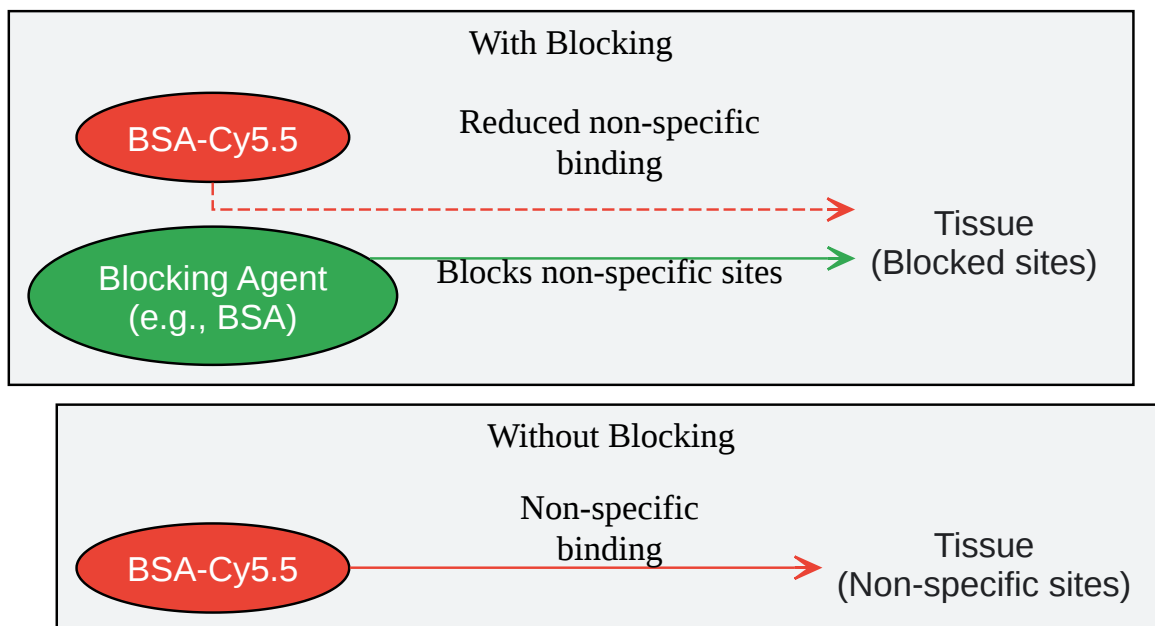 With Blocking
BSA-Cy5.5
Reduced non-specific
binding
Tissue
(Blocked sites)
Blocking Agent
(e.g., BSA)
Blocks non-specific sites
Without Blocking
BSA-Cy5.5
Non-specific
binding
Tissue
(Non-specific sites)